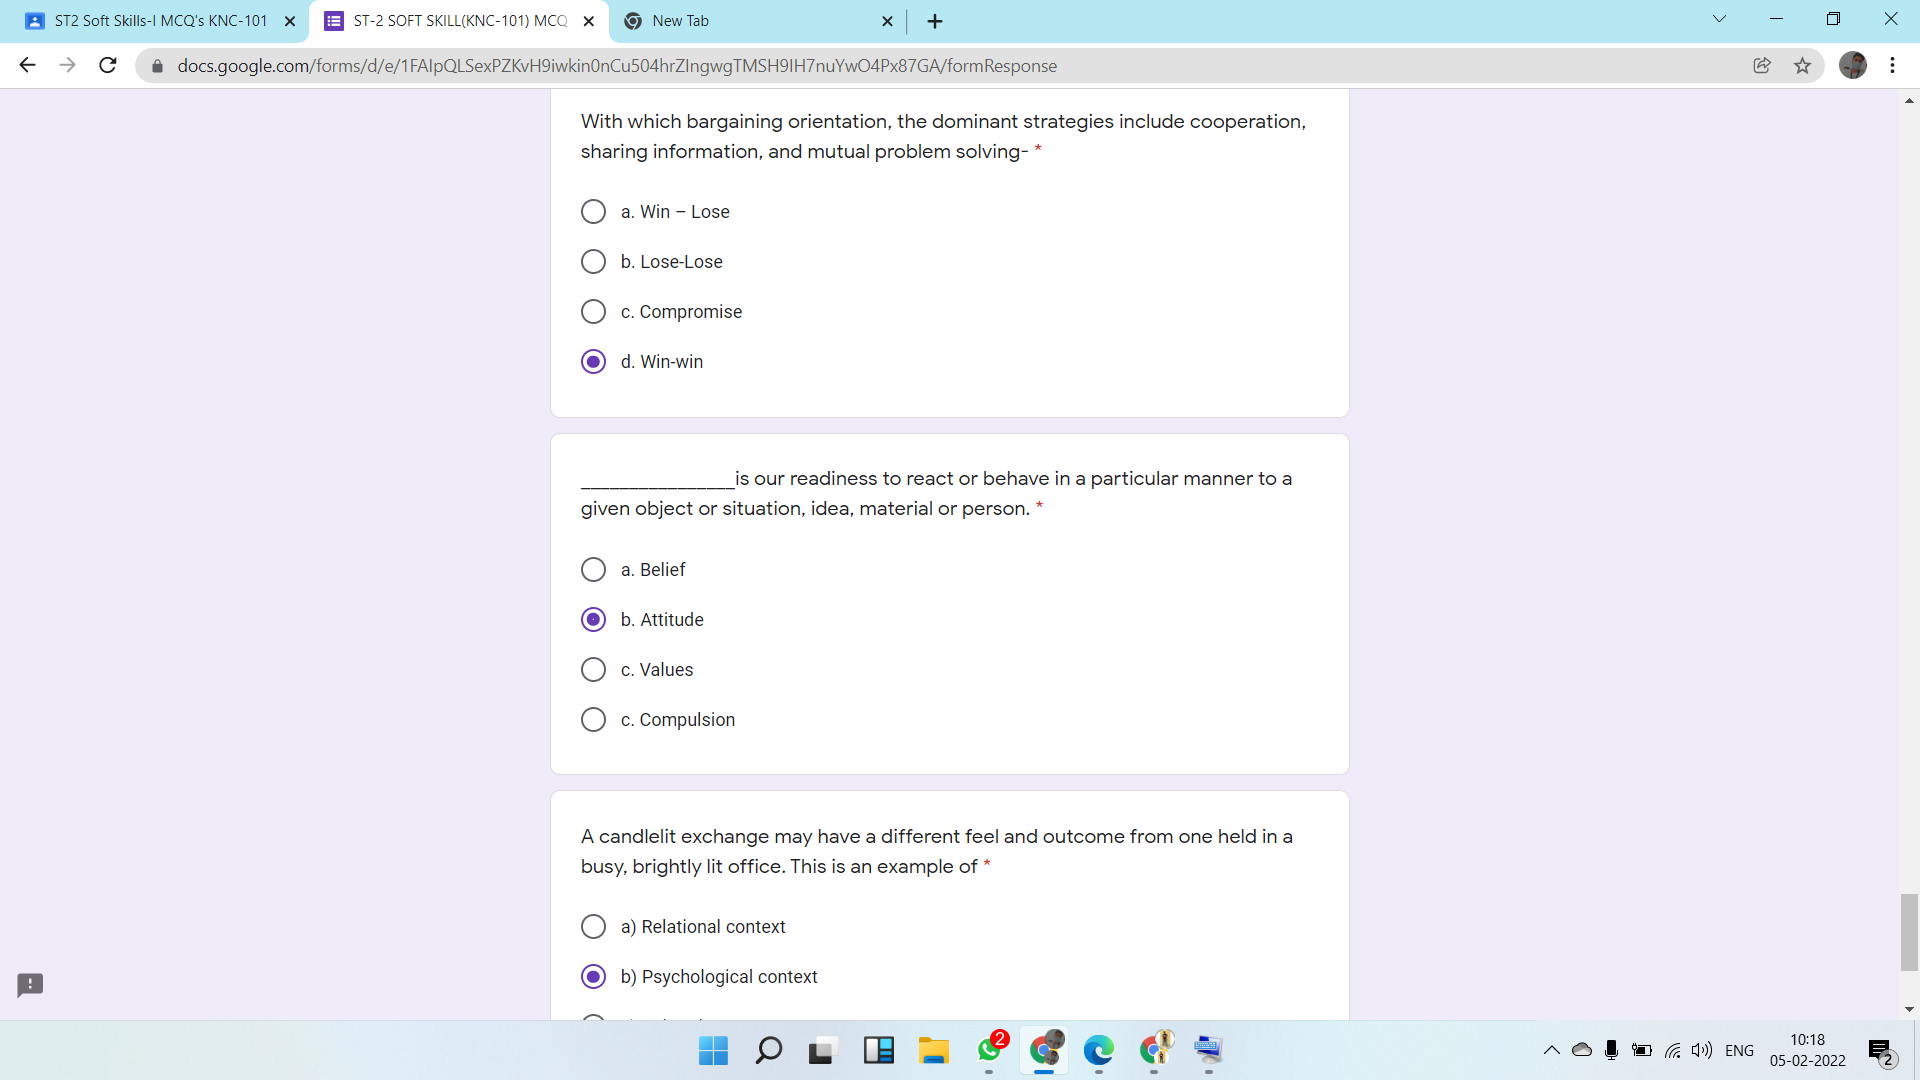 ST2 Soft Skills-I MCQ's KNC-101
ST-2 SOFT SKILL(KNC-101) MCQ
New Tab
docs.google.com/forms/d/e/1FAIpQLSexPZKvH9iwkin0nCu504hrZIngwgTMSH9IH7nuYwO4Px87GA/formResponse
With which bargaining orientation, the dominant strategies include cooperation,
sharing information, and mutual problem solving- *
a. Win – Lose
b. Lose-Lose
c. Compromise
d. Win-win
________________is our readiness to react or behave in a particular manner to a
given object or situation, idea, material or person. *
a. Belief
b. Attitude
c. Values
c. Compulsion
A candlelit exchange may have a different feel and outcome from one held in a
busy, brightly lit office. This is an example of *
a) Relational context
b) Psychological context
2
ENG
10:18
05-02-2022
2